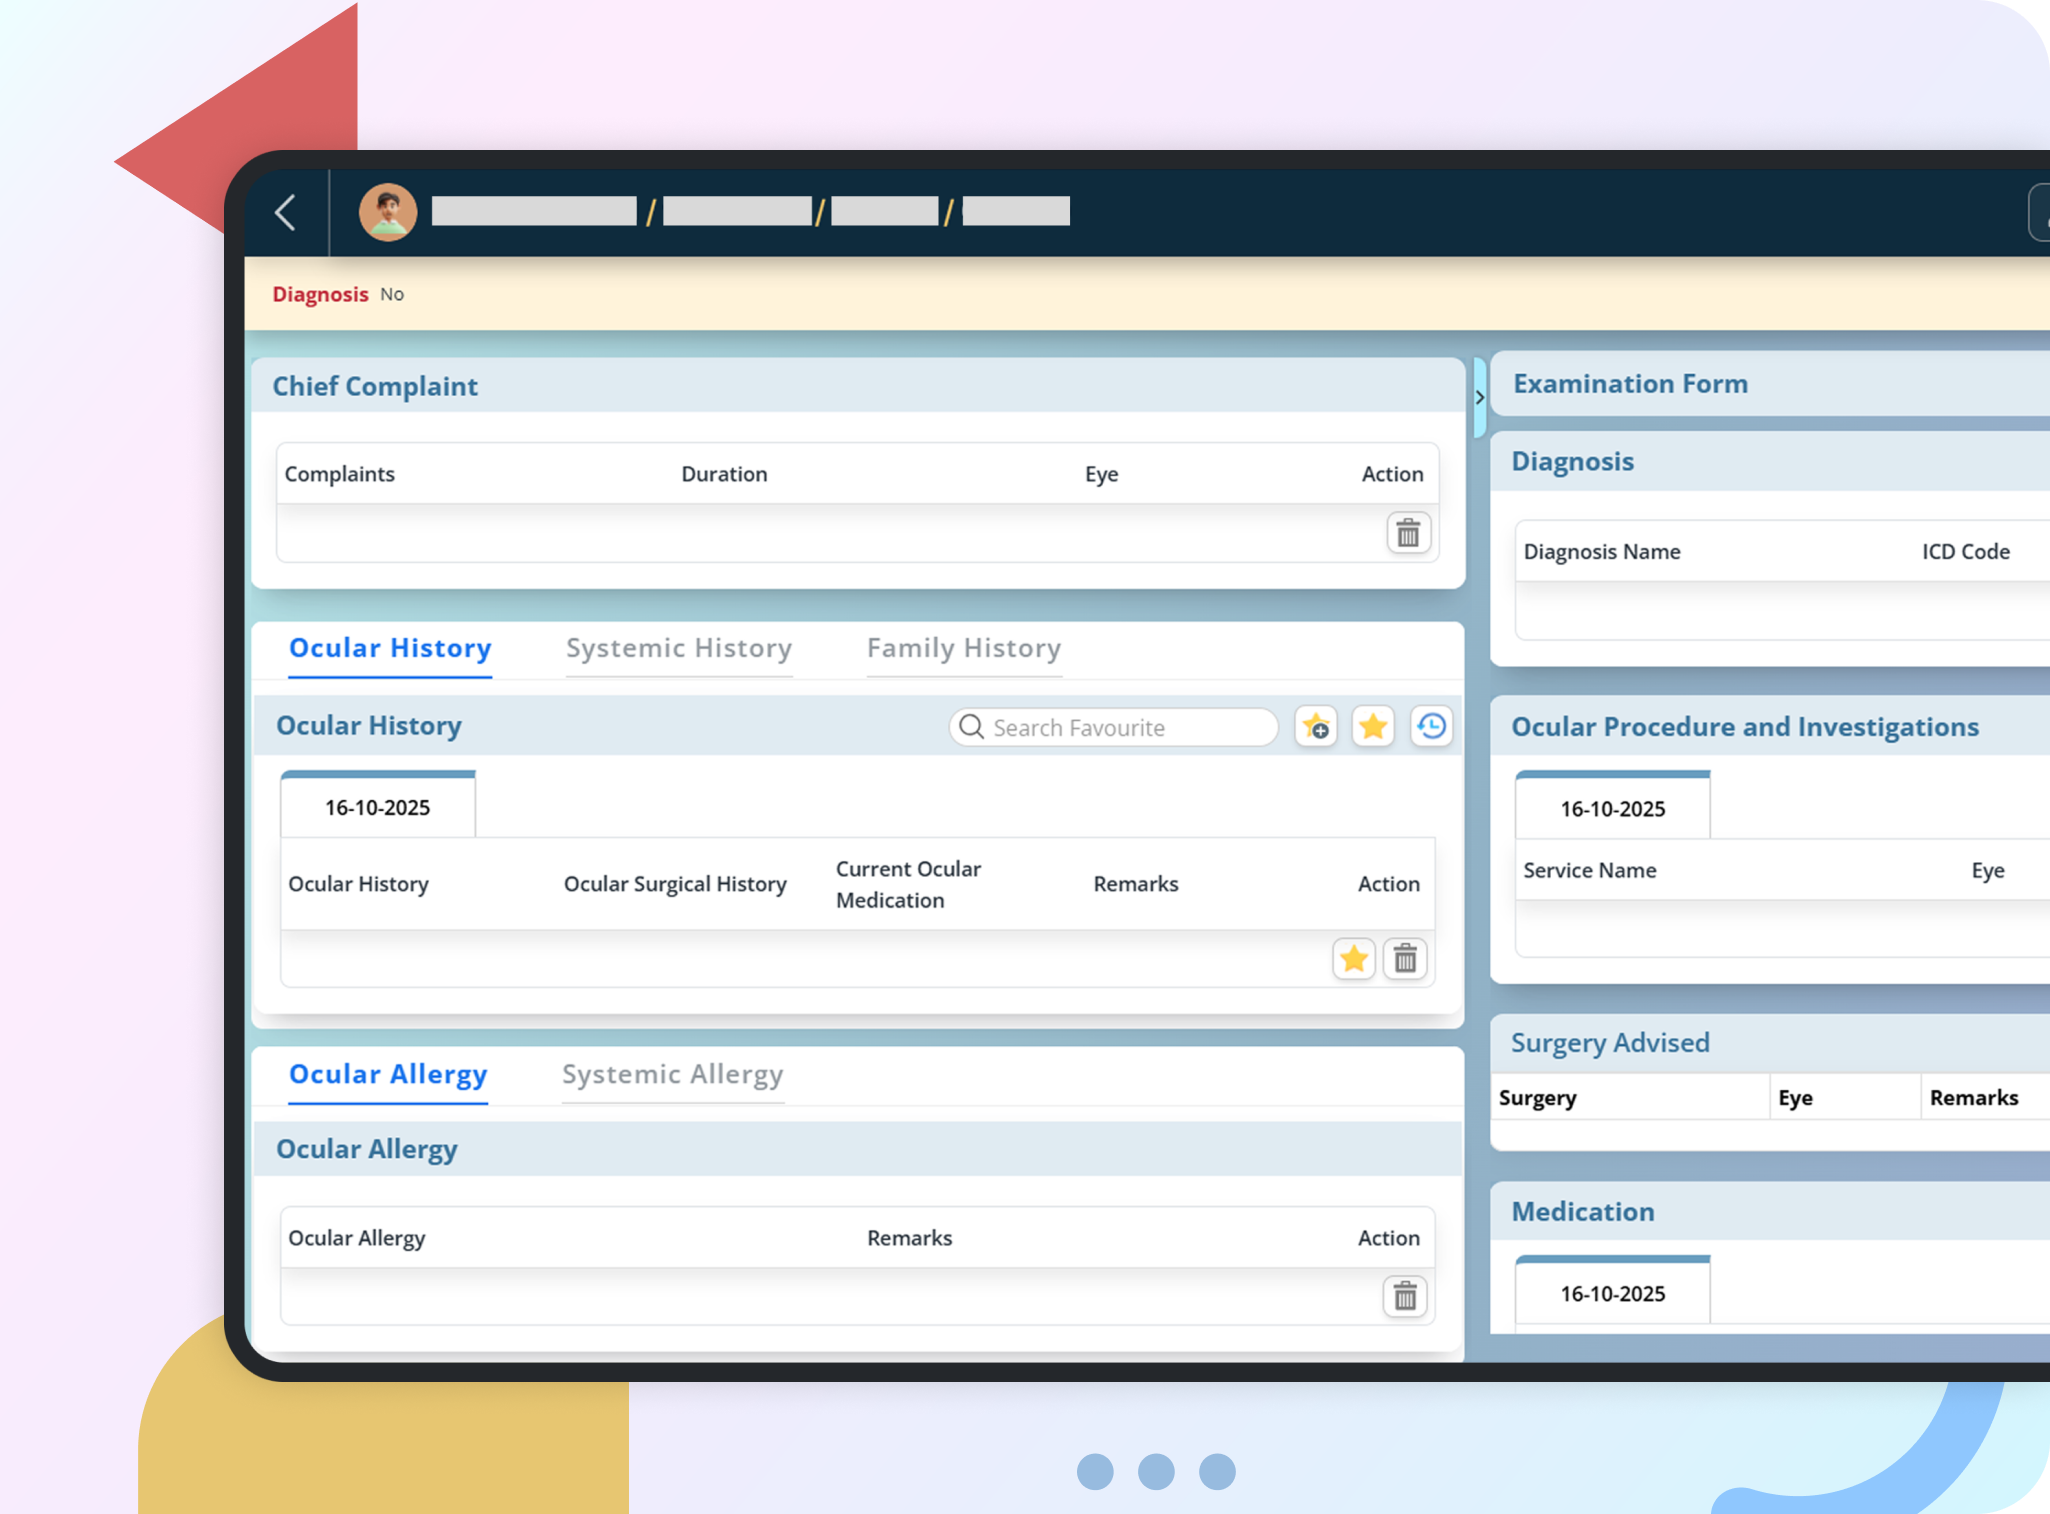 / / /
Diagnosis No
Chief Complaint
Complaints Duration Eye Action
Ocular History Systemic History Family History
Ocular History Search Favourite
16-10-2025
Ocular History Ocular Surgical History Current Ocular Medication Remarks Action
Ocular Allergy Systemic Allergy
Ocular Allergy
Ocular Allergy Remarks Action
Examination Form
Diagnosis
Diagnosis Name ICD Code
Ocular Procedure and Investigations
16-10-2025
Service Name Eye
Surgery Advised
Surgery Eye Remarks
Medication
16-10-2025